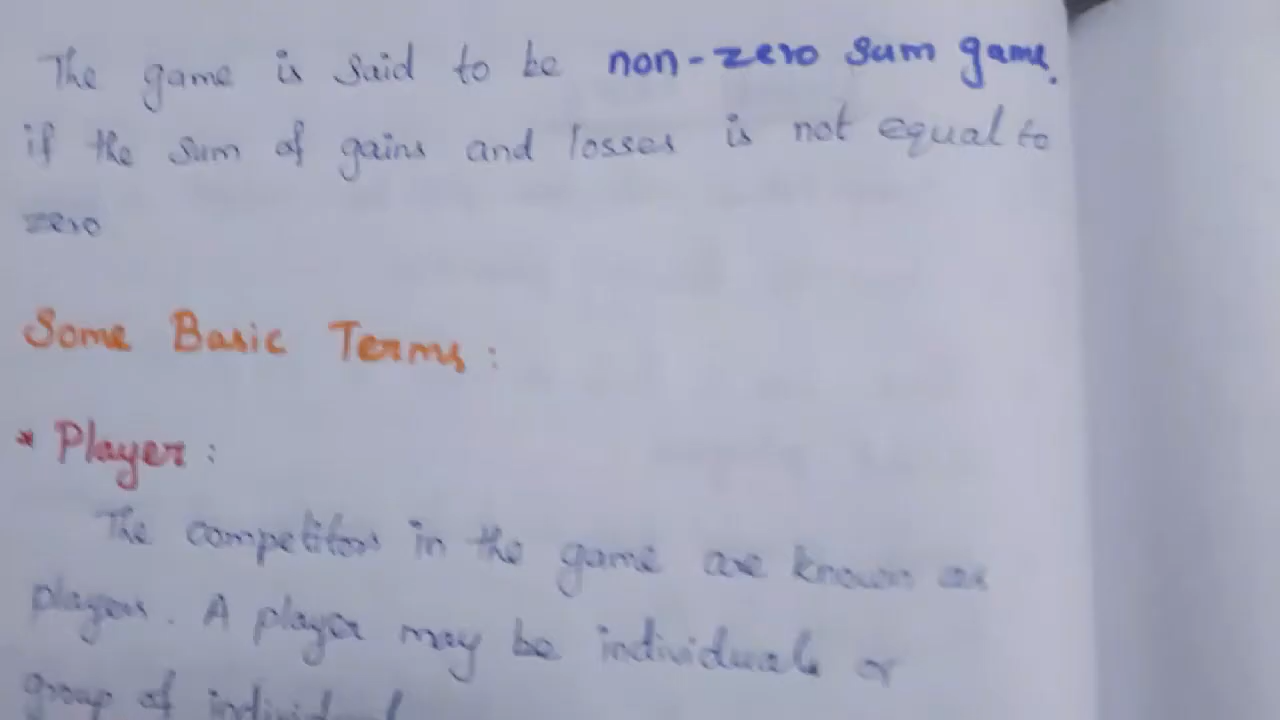 The game is said to be non-zero sum game.
if the sum of gains and losses is not equal to
zero
Some Basic Terms:
* Player:
The competitors in the game are known as
players. A player may be individuals or
group of individual